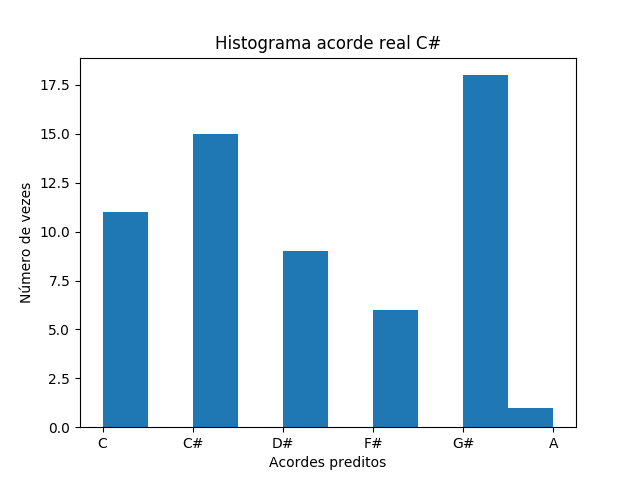 Histograma acorde real C#
Número de vezes
17.5
15.0
12.5
10.0
7.5
5.0
2.5
0.0
C C# D# F# G# A
Acordes preditos